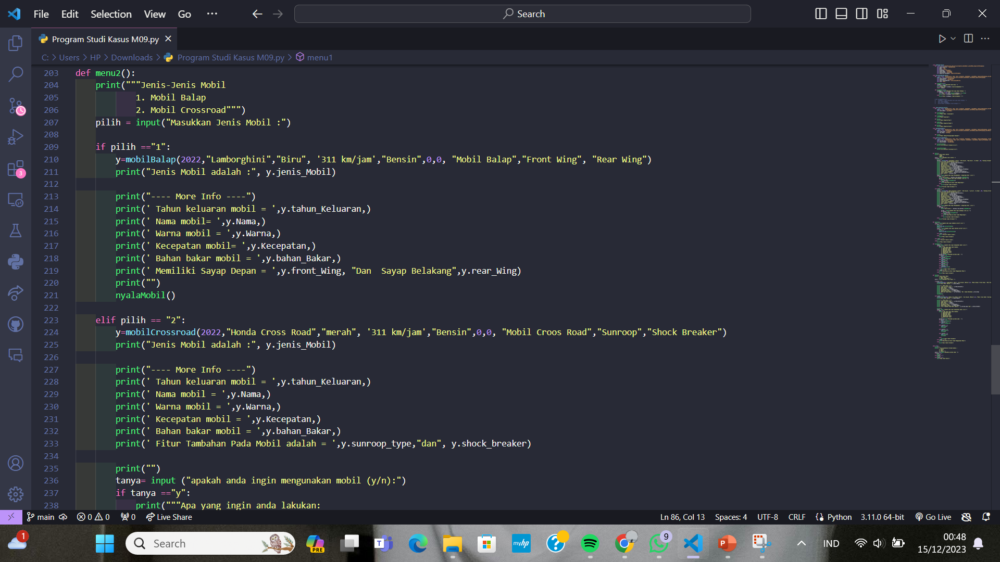 File Edit Selection View Go ··· Search
Program Studi Kasus M09.py
C: > Users > HP > Downloads > Program Studi Kasus M09.py > menu1
203 def menu2():
204 print("""Jenis-Jenis Mobil
205 1. Mobil Balap
206 2. Mobil Crossroad""")
207 pilih = input("Masukkan Jenis Mobil :")
208
209 if pilih =="1":
210 y=mobilBalap(2022,"Lamborghini","Biru", '311 km/jam',"Bensin",0,0, "Mobil Balap","Front Wing", "Rear Wing")
211 print("Jenis Mobil adalah :", y.jenis_Mobil)
212
213 print("---- More Info ----")
214 print(' Tahun keluaran mobil = ',y.tahun_Keluaran,)
215 print(' Nama mobil= ',y.Nama,)
216 print(' Warna mobil = ',y.Warna,)
217 print(' Kecepatan mobil= ',y.Kecepatan,)
218 print(' Bahan bakar mobil = ',y.bahan_Bakar,)
219 print(' Memiliki Sayap Depan = ',y.front_Wing, "Dan  Sayap Belakang",y.rear_Wing)
220 print("")
221 nyalaMobil()
222
223 elif pilih == "2":
224 y=mobilCrossroad(2022,"Honda Cross Road","merah", '311 km/jam',"Bensin",0,0, "Mobil Croos Road","Sunroop","Shock Breaker")
225 print("Jenis Mobil adalah :", y.jenis_Mobil)
226
227 print("---- More Info ----")
228 print(' Tahun keluaran mobil = ',y.tahun_Keluaran,)
229 print(' Nama mobil = ',y.Nama,)
230 print(' Warna mobil = ',y.Warna,)
231 print(' Kecepatan mobil = ',y.Kecepatan,)
232 print(' Bahan bakar mobil = ',y.bahan_Bakar,)
233 print(' Fitur Tambahan Pada Mobil adalah = ',y.sunroop_type,"dan", y.shock_breaker)
234
235 print("")
236 tanya= input ("apakah anda ingin mengunakan mobil (y/n):")
237 if tanya =="y":
238 print("""Apa yang ingin anda lakukan:
3
main 0 0 0 Live Share Ln 86, Col 13 Spaces: 4 UTF-8 CRLF Python 3.11.0 64-bit Go Live
1 Search PRE T myhp ? 9 P IND 00:48
15/12/2023